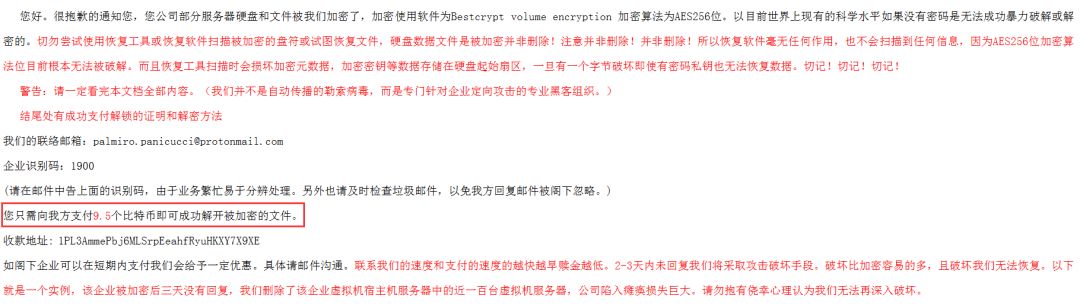 您好。很抱歉的通知您，您公司部分服务器硬盘和文件被我们加密了，加密使用软件为Bestcrypt volume encryption 加密算法为AES256位。以目前世界上现有的科学水平如果没有密码是无法成功暴力破解或解
密的。切勿尝试使用恢复工具或恢复软件扫描被加密的盘符或试图恢复文件，硬盘数据文件是被加密并非删除！注意并非删除！并非删除！所以恢复软件毫无任何作用，也不会扫描到任何信息，因为AES256位加密算
法位目前根本无法被破解。而且恢复工具扫描时会损坏加密元数据，加密密钥等数据存储在硬盘起始扇区，一旦有一个字节破坏即使有密码私钥也无法恢复数据。切记！切记！切记！
警告：请一定看完本文档全部内容。（我们并不是自动传播的勒索病毒，而是专门针对企业定向攻击的专业黑客组织。）
结尾处有成功支付解锁的证明和解密方法
我们的联络邮箱：palmiro.panicucci@protonmail.com
企业识别码：1900
(请在邮件中告上面的识别码，由于业务繁忙易于分辨处理。另外也请及时检查垃圾邮件，以免我方回复邮件被阁下忽略。)
您只需向我方支付9.5个比特币即可成功解开被加密的文件。
收款地址: 1PL3AmmePbj6MLSrpEeahfRyuHKXY7X9XE
如阁下企业可以在短期内支付我们会给予一定优惠。具体请邮件沟通。联系我们的速度和支付的速度的越快越早赎金越低。2-3天内未回复我们将采取攻击破坏手段。破坏比加密容易的多，且破坏我们无法恢复。以下
就是一个实例，该企业被加密后三天没有回复，我们删除了该企业虚拟机宿主机服务器中的近一百台虚拟机服务器，公司陷入瘫痪损失巨大。请勿抱有侥幸心理认为我们无法再深入破坏。